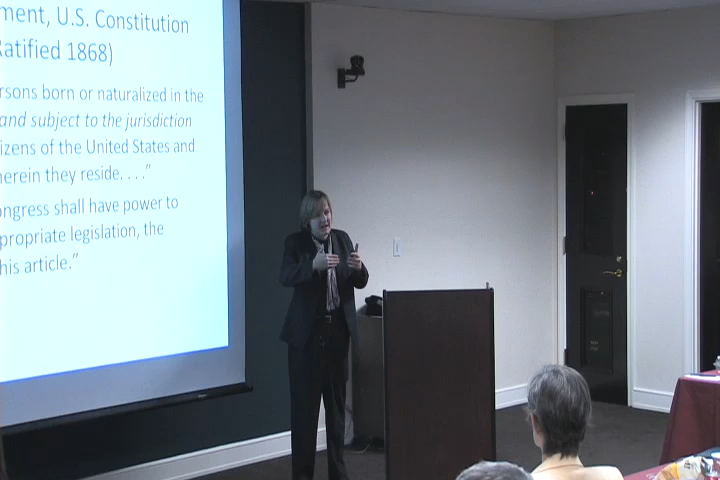 ment, U.S. Constitution
Ratified 1868)
rsons born or naturalized in the
and subject to the jurisdiction
izens of the United States and
herein they reside. . . .”
ongress shall have power to
propriate legislation, the
his article.”